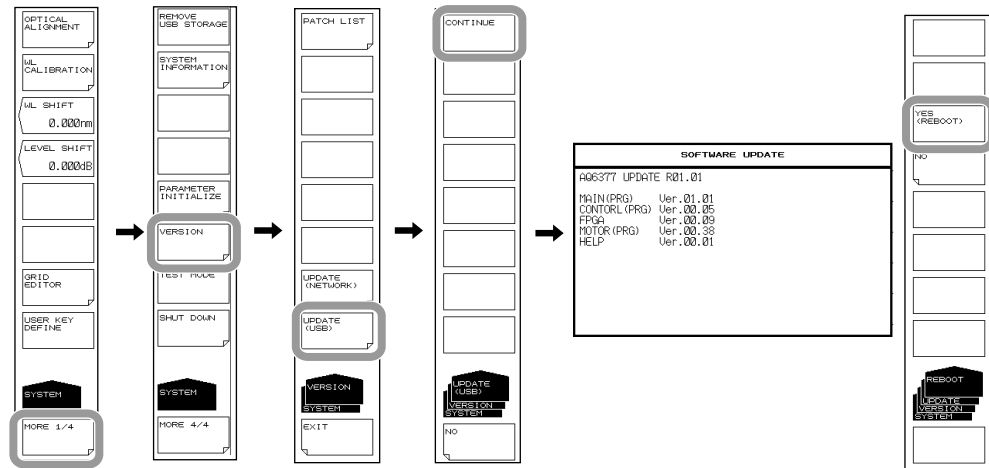 OPTICAL
ALIGNMENT
WL
CALIBRATION
WL SHIFT
0.000nm
LEVEL SHIFT
0.000dB
GRID
EDITOR
USER KEY
DEFINE
SYSTEM
MORE 1/4
REMOVE
USB STORAGE
SYSTEM
INFORMATION
PARAMETER
INITIALIZE
VERSION
TEST MODE
SHUT DOWN
SYSTEM
MORE 4/4
PATCH LIST
UPDATE
(NETWORK)
UPDATE
(USB)
VERSION
SYSTEM
EXIT
CONTINUE
UPDATE
(USB)
VERSION
SYSTEM
NO
SOFTWARE UPDATE
AQ6377 UPDATE R01.01
MAIN(PRG) Ver.01.01
CONTORL(PRG) Ver.00.05
FPGA Ver.00.09
MOTOR(PRG) Ver.00.38
HELP Ver.00.01
YES
(REBOOT)
NO
REBOOT
UPDATE
VERSION
SYSTEM